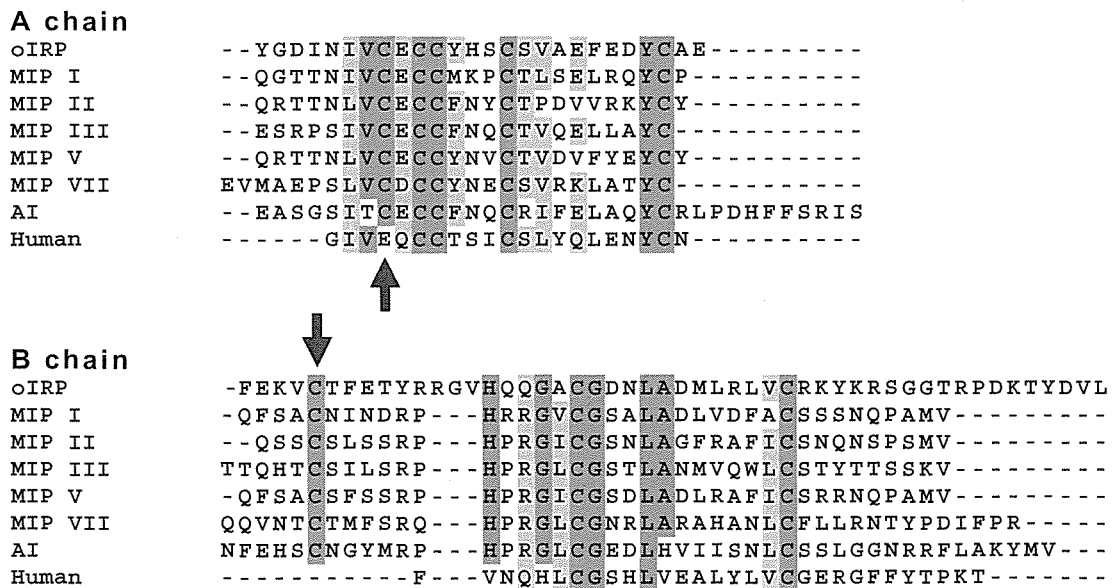 A chain
oIRP --YGDINIVCECCYHSCSVAEFEDYCAE---------
MIP I --QGTTNIVCECCMKPCTLSELRQYCP----------
MIP II --QRTTNLVCECCFNYCTPDVVRKYCY----------
MIP III --ESRPSIVCECCFNQCTVQELLAYC-----------
MIP V --QRTTNLVCECCYNVCTVDVFYEYCY----------
MIP VII EVMAEPSLVCDCCYNECSVRKLATYC-----------
AI --EASGSITCECCFNQCRIFELAQYCRLPDHFFSRIS
Human ------GIVEQCCTSICSLYQLENYCN----------
B chain
oIRP -FEKVCTFETYRRGVHQQGACGDNLADMLRLVCRKYKRSGGTRPDKTYDVL
MIP I -QFSACNINDRP---HRRGVCGSALADLVDFACSSSNQPAMV---------
MIP II --QSSCSLSSRP---HPRGICGSNLAGFRAFICSNQNSPSMV---------
MIP III TTQHTCSILSRP---HPRGLCGSTLANMVQWLCSTYTTSSKV---------
MIP V -QFSACSFSSRP---HPRGICGSDLADLRAFICSRRNQPAMV---------
MIP VII QQVNTCTMFSRQ---HPRGLCGNRLARAHANLCFLLRNTYPDIFPR-----
AI NFEHSCNGYMRP---HPRGLCGEDLHVIISNLCSSLGGNRRFLAKYMV---
Human -----------F---VNQHLCGSHLVEALYLVCGERGFFYTPKT-------